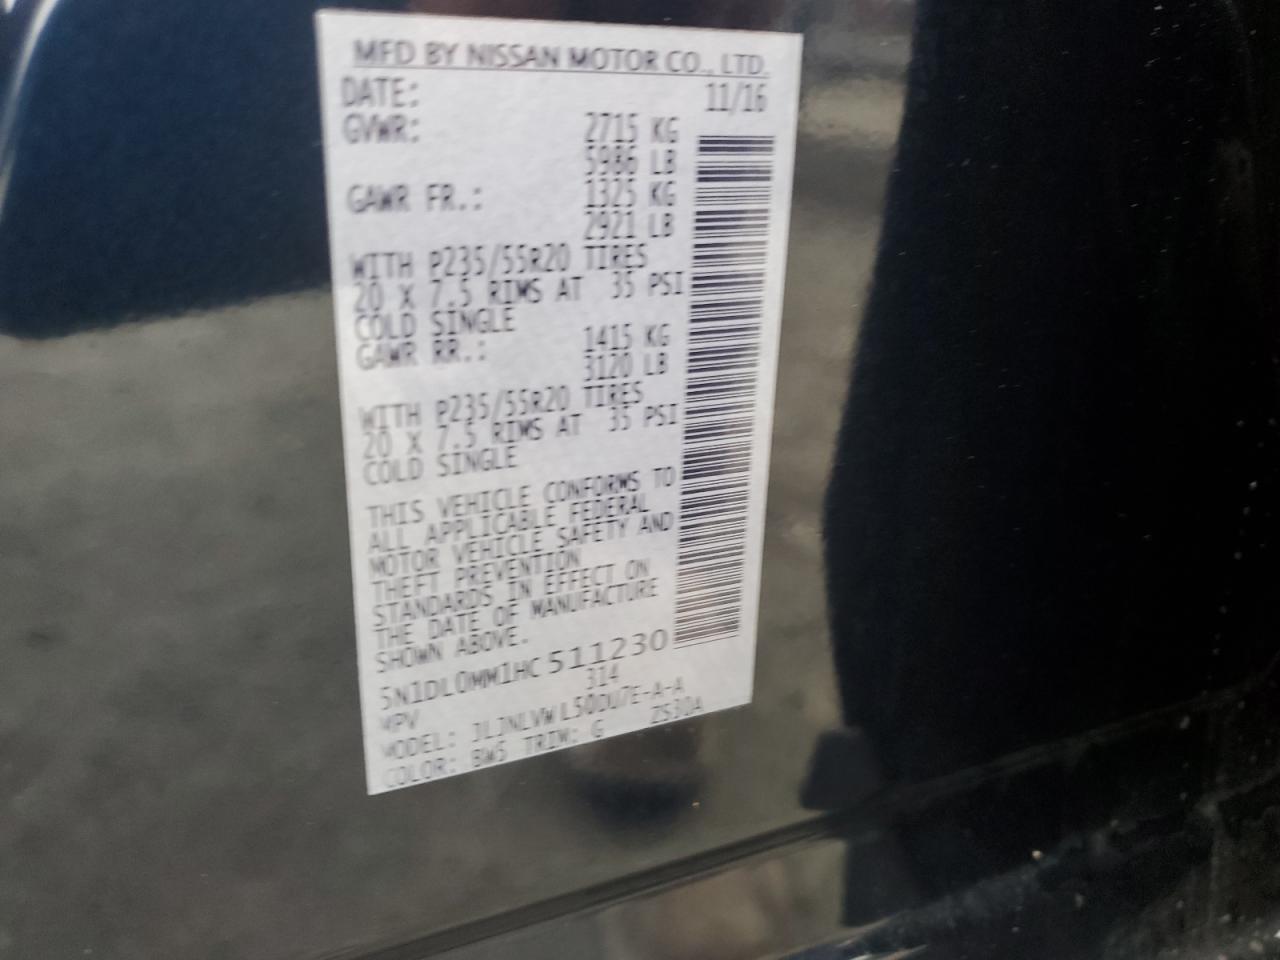 MFD BY NISSAN MOTOR CO., LTD.
DATE: 11/16
GVWR: 2715 KG
5986 LB
GAWR FR.: 1325 KG
2921 LB
WITH P235/55R20 TIRES
20 X 7.5 RIMS AT 35 PSI
COLD SINGLE
GAWR RR.: 1415 KG
3120 LB
WITH P235/55R20 TIRES
20 X 7.5 RIMS AT 35 PSI
COLD SINGLE
THIS VEHICLE CONFORMS TO
ALL APPLICABLE FEDERAL
MOTOR VEHICLE SAFETY AND
THEFT PREVENTION
STANDARDS IN EFFECT ON
THE DATE OF MANUFACTURE
SHOWN ABOVE.
5N1DL0MM1HC511230
MPV 314
MODEL:
COLOR: BW5 TRIM: G